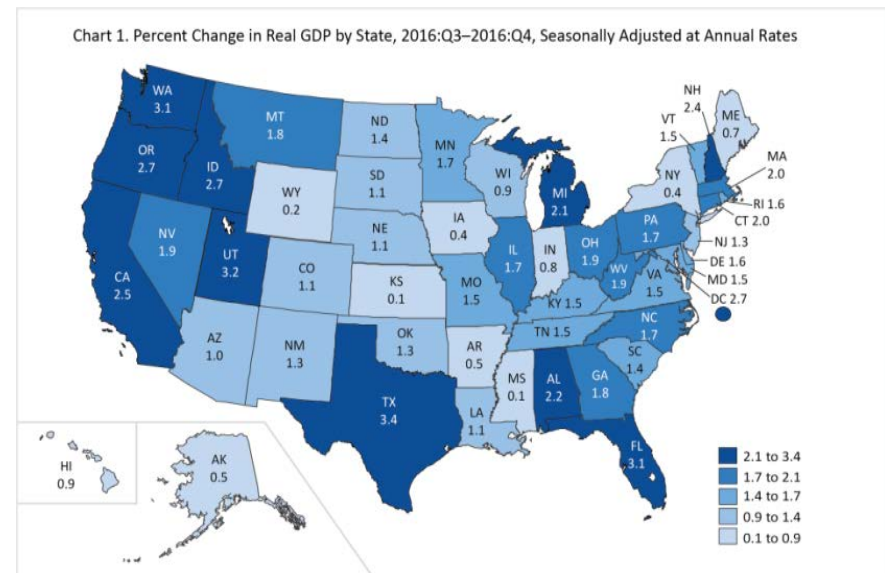 Chart 1. Percent Change in Real GDP by State, 2016:Q3–2016:Q4, Seasonally Adjusted at Annual Rates
WA
3.1
OR
2.7
CA
2.5
ID
2.7
NV
1.9
UT
3.2
AZ
1.0
MT
1.8
WY
0.2
CO
1.1
NM
1.3
ND
1.4
SD
1.1
NE
1.1
KS
0.1
OK
1.3
TX
3.4
MN
1.7
IA
0.4
MO
1.5
AR
0.5
LA
1.1
WI
0.9
IL
1.7
MI
2.1
IN
0.8
OH
1.9
KY 1.5
TN 1.5
MS
0.1
AL
2.2
GA
1.8
FL
3.1
SC
1.4
NC
1.7
VA
1.5
WV
1.9
PA
1.7
NY
0.4
VT
1.5
NH
2.4
ME
0.7
MA
2.0
RI 1.6
CT 2.0
NJ 1.3
DE 1.6
MD 1.5
DC 2.7
HI
0.9
AK
0.5
2.1 to 3.4
1.7 to 2.1
1.4 to 1.7
0.9 to 1.4
0.1 to 0.9